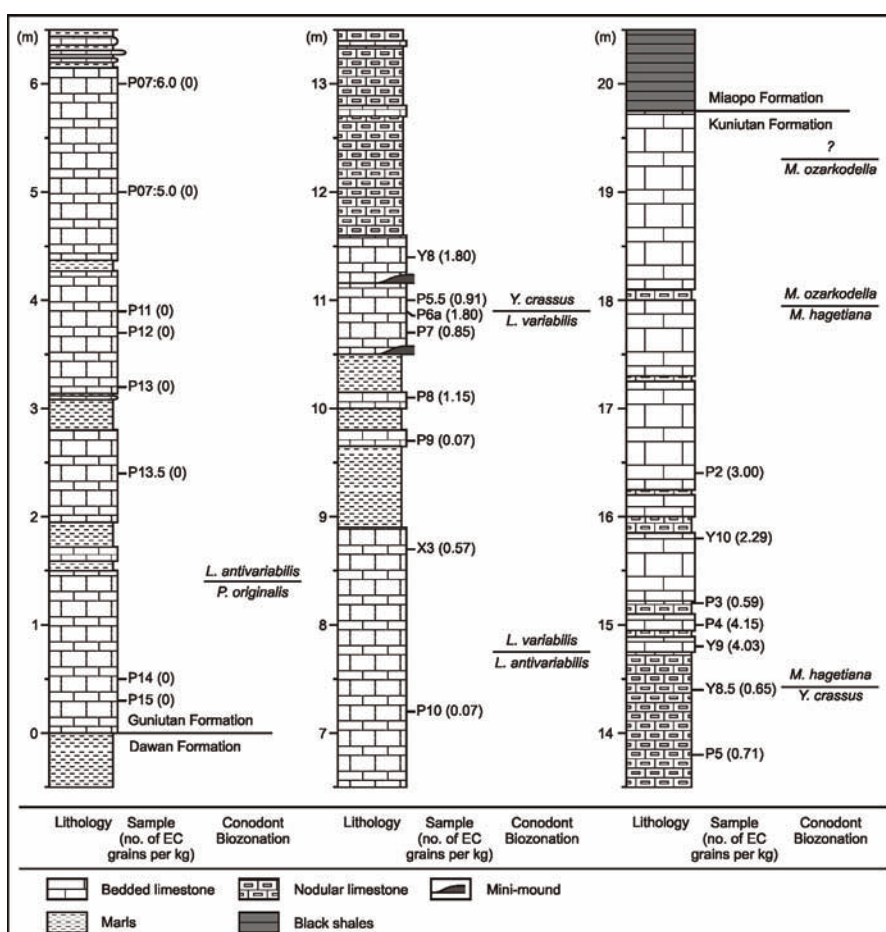 (m)
6
P07:6.0 (0)
5
P07:5.0 (0)
4
P11 (0)
P12 (0)
P13 (0)
3
P13.5 (0)
2
L. antivariabilis
P. originalis
1
P14 (0)
P15 (0)
Guniutan Formation
0
Dawan Formation
(m)
13
12
Y8 (1.80)
11
P5.5 (0.91)
Y. crassus
P6a (1.80)
L. variabilis
P7 (0.85)
P8 (1.15)
10
P9 (0.07)
9
X3 (0.57)
8
L. variabilis
L. antivariabilis
P10 (0.07)
7
(m)
20
Miaopo Formation
Kuniutan Formation
?
M. ozarkodella
19
M. ozarkodella
18
M. hagetiana
17
P2 (3.00)
16
Y10 (2.29)
P3 (0.59)
15
P4 (4.15)
Y9 (4.03)
M. hagetiana
Y8.5 (0.65)
Y. crassus
14
P5 (0.71)
Lithology Sample Conodont Lithology Sample Conodont Lithology Sample Conodont
(no. of EC Biozonation (no. of EC Biozonation (no. of EC Biozonation
grains per kg) grains per kg) grains per kg)
Bedded limestone Nodular limestone Mini-mound
Marls Black shales